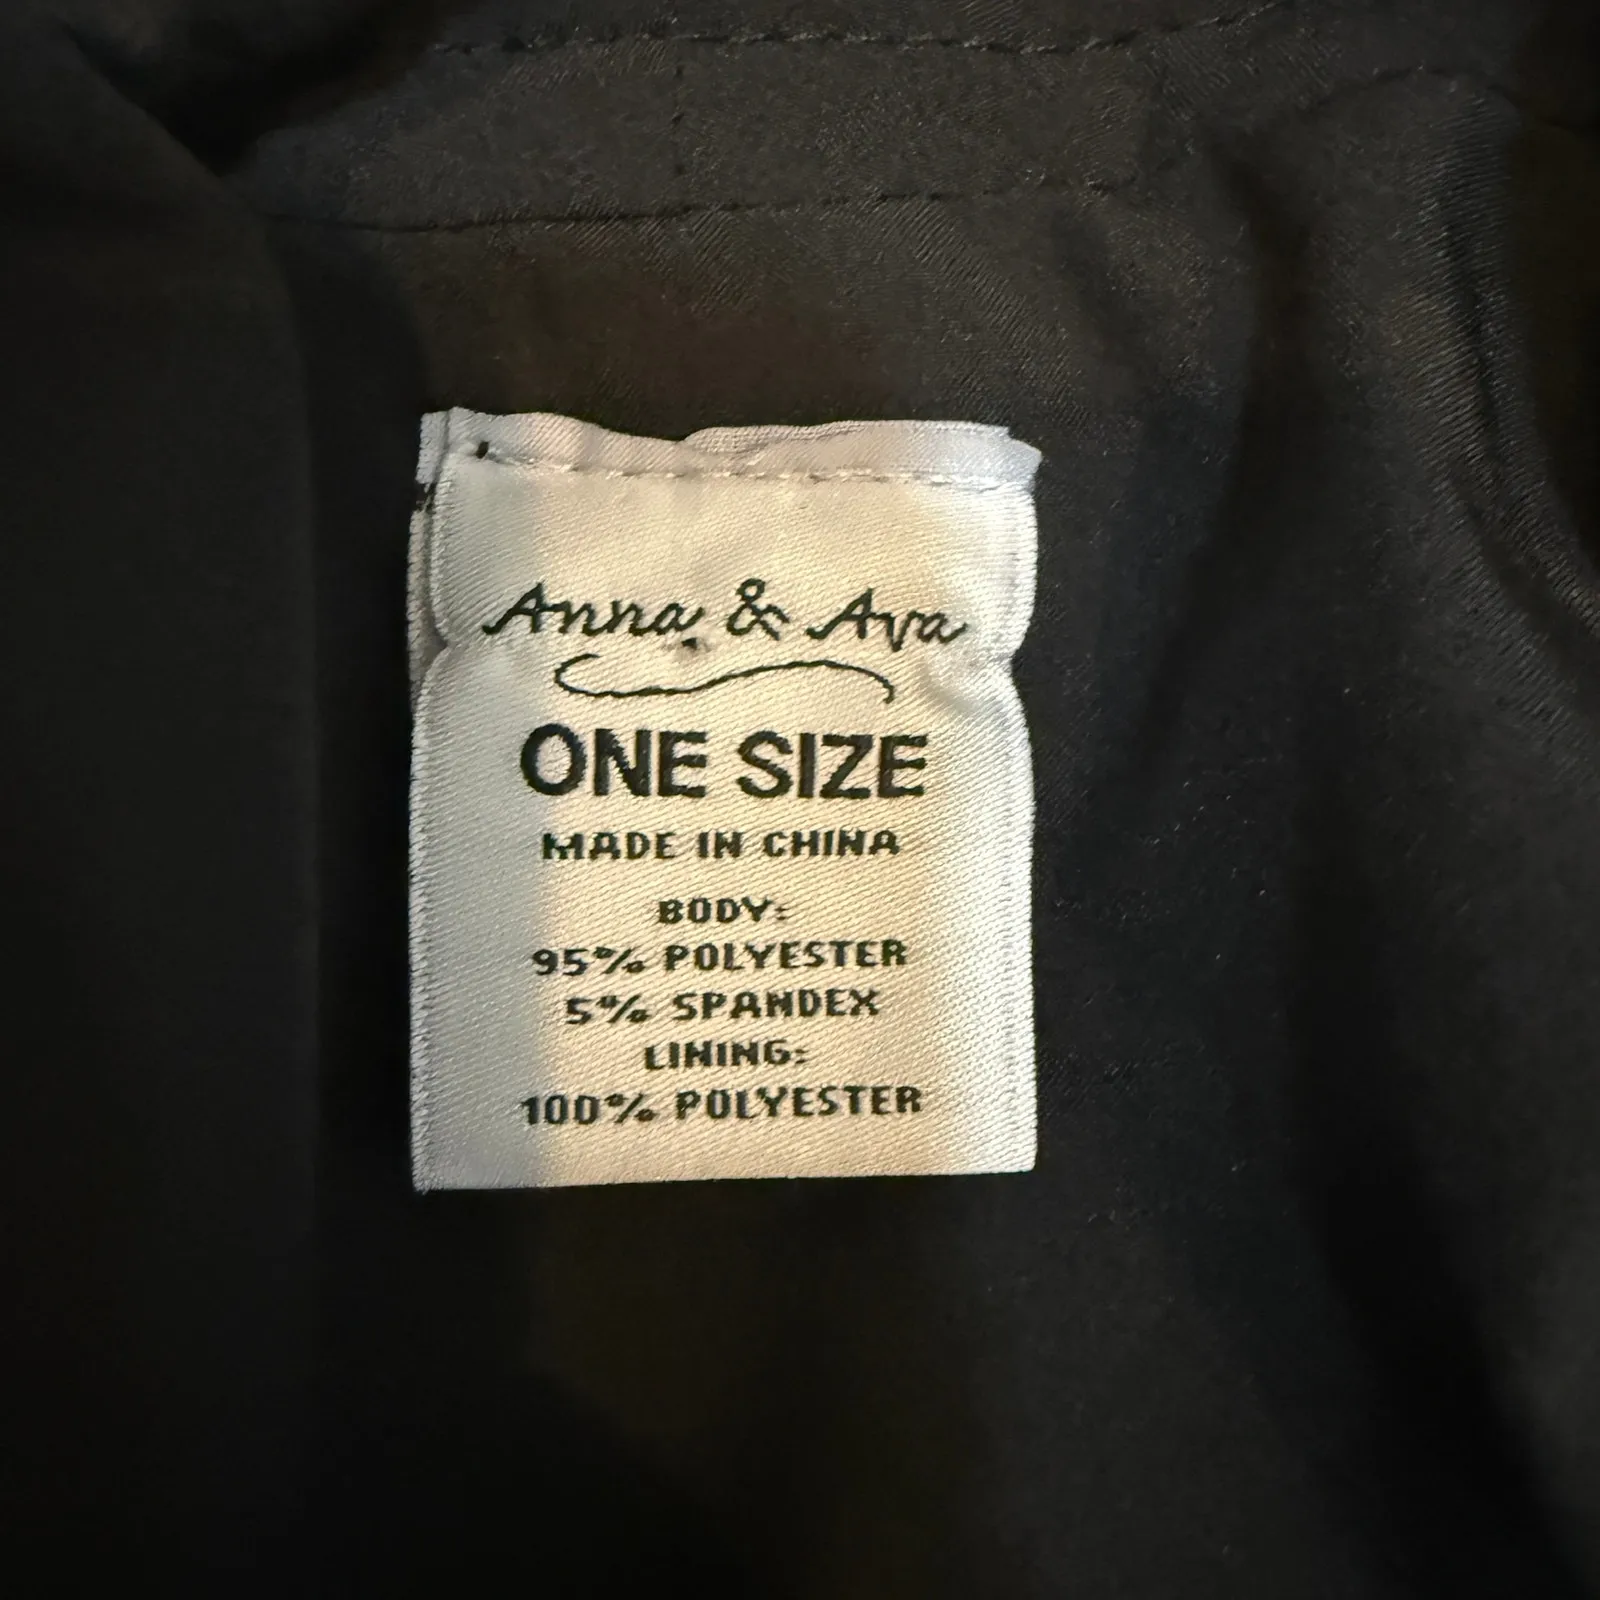 Anna & Ava
ONE SIZE
MADE IN CHINA
BODY:
95% POLYESTER
5% SPANDEX
LINING:
100% POLYESTER